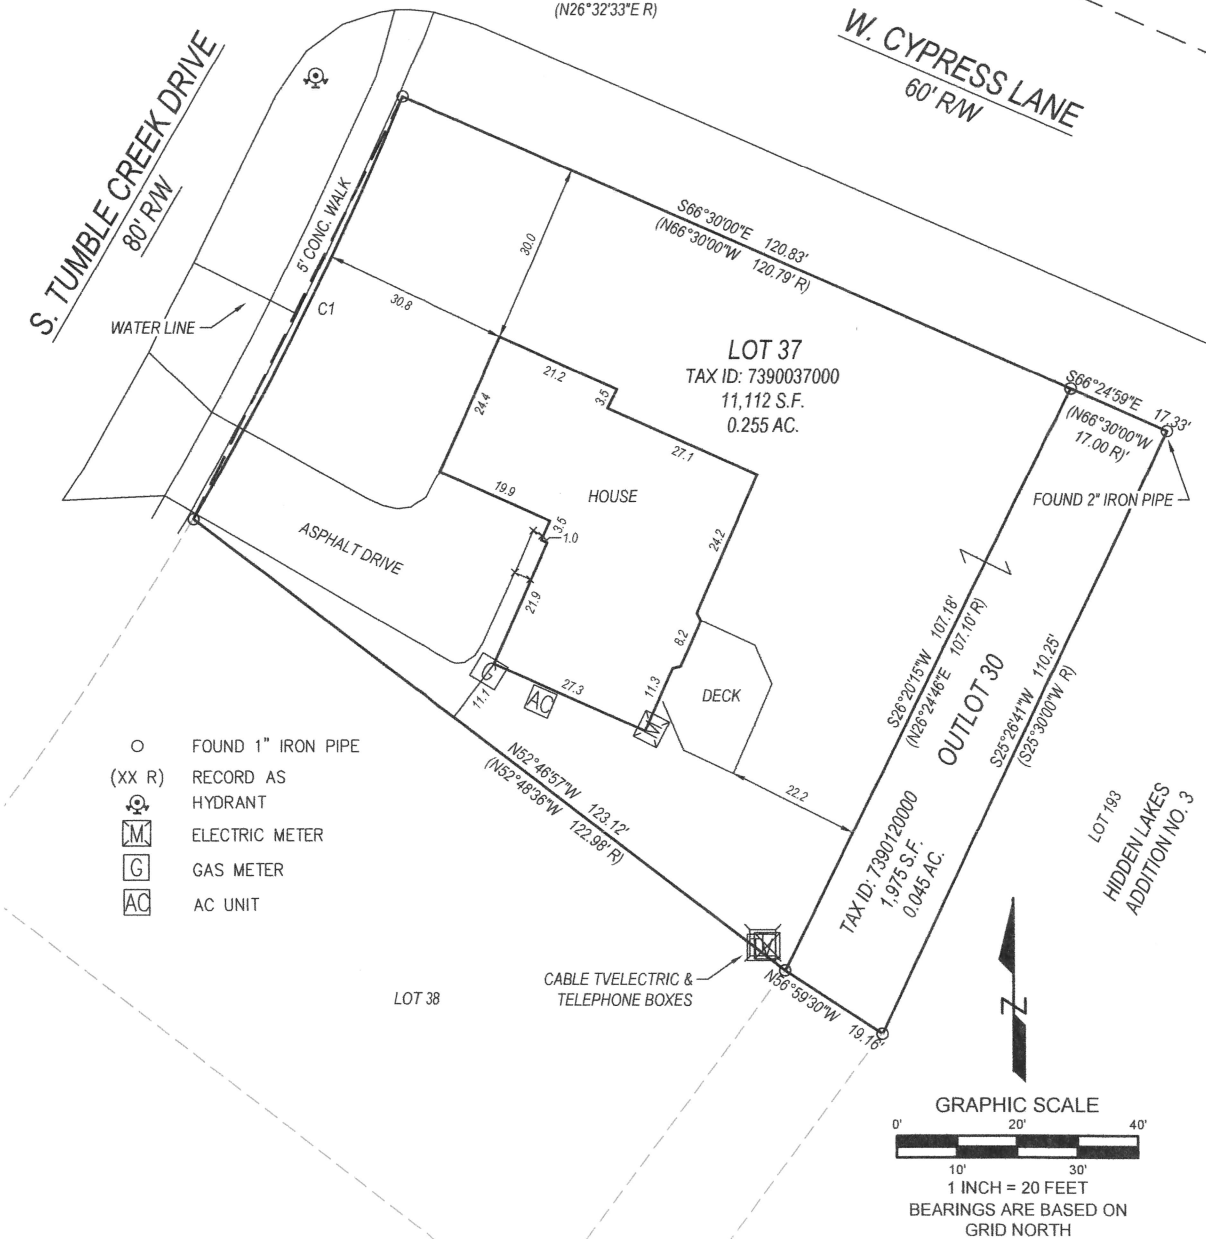 (N26°32'33"E R)
W. CYPRESS LANE
60' R/W
S. TUMBLE CREEK DRIVE
80' R/W
5' CONC. WALK
C1
WATER LINE
30.0
30.8
S66°30'00"E 120.83'
(N66°30'00"W 120.79' R)
LOT 37
TAX ID: 7390037000
11,112 S.F.
0.255 AC.
S66°24'59"E 17.33'
(N66°30'00"W
17.00 R)'
FOUND 2" IRON PIPE
21.2
3.5
24.4
27.1
HOUSE
19.9
3.5
1.0
24.2
21.9
8.2
11.3
27.3
11.1
ASPHALT DRIVE
G
AC
M
DECK
22.2
S26°20'15"W 107.18'
(N26°24'46"E 107.10' R)
OUTLOT 30
S25°26'41"W 110.25'
(S25°30'00"W R)
TAX ID: 7390120000
1,975 S.F.
0.045 AC.
LOT 193
HIDDEN LAKES
ADDITION NO. 3
N52°46'57"W 123.12'
(N52°48'36"W 122.98' R)
FOUND 1" IRON PIPE
(XX R) RECORD AS
HYDRANT
M ELECTRIC METER
G GAS METER
AC AC UNIT
CABLE TVELECTRIC &
TELEPHONE BOXES
N56°59'30"W 19.16'
LOT 38
N
GRAPHIC SCALE
0' 20' 40'
10' 30'
1 INCH = 20 FEET
BEARINGS ARE BASED ON
GRID NORTH